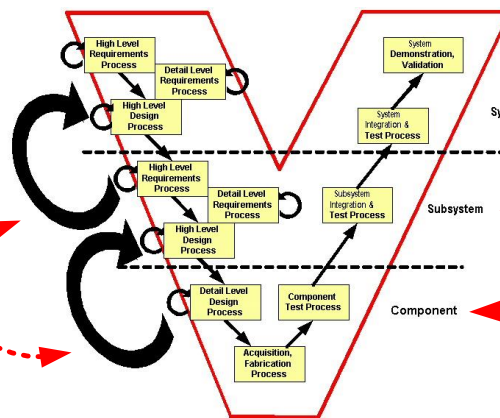 High Level
Requirements
Process
Detail Level
Requirements
Process
High Level
Design
Process
System
Demonstration,
Validation
System
Integration &
Test Process
Sy
High Level
Requirements
Process
Detail Level
Requirements
Process
High Level
Design
Process
Subsystem
Integration &
Test Process
Subsystem
Detail Level
Design
Process
Component
Test Process
Component
Acquisition,
Fabrication
Process